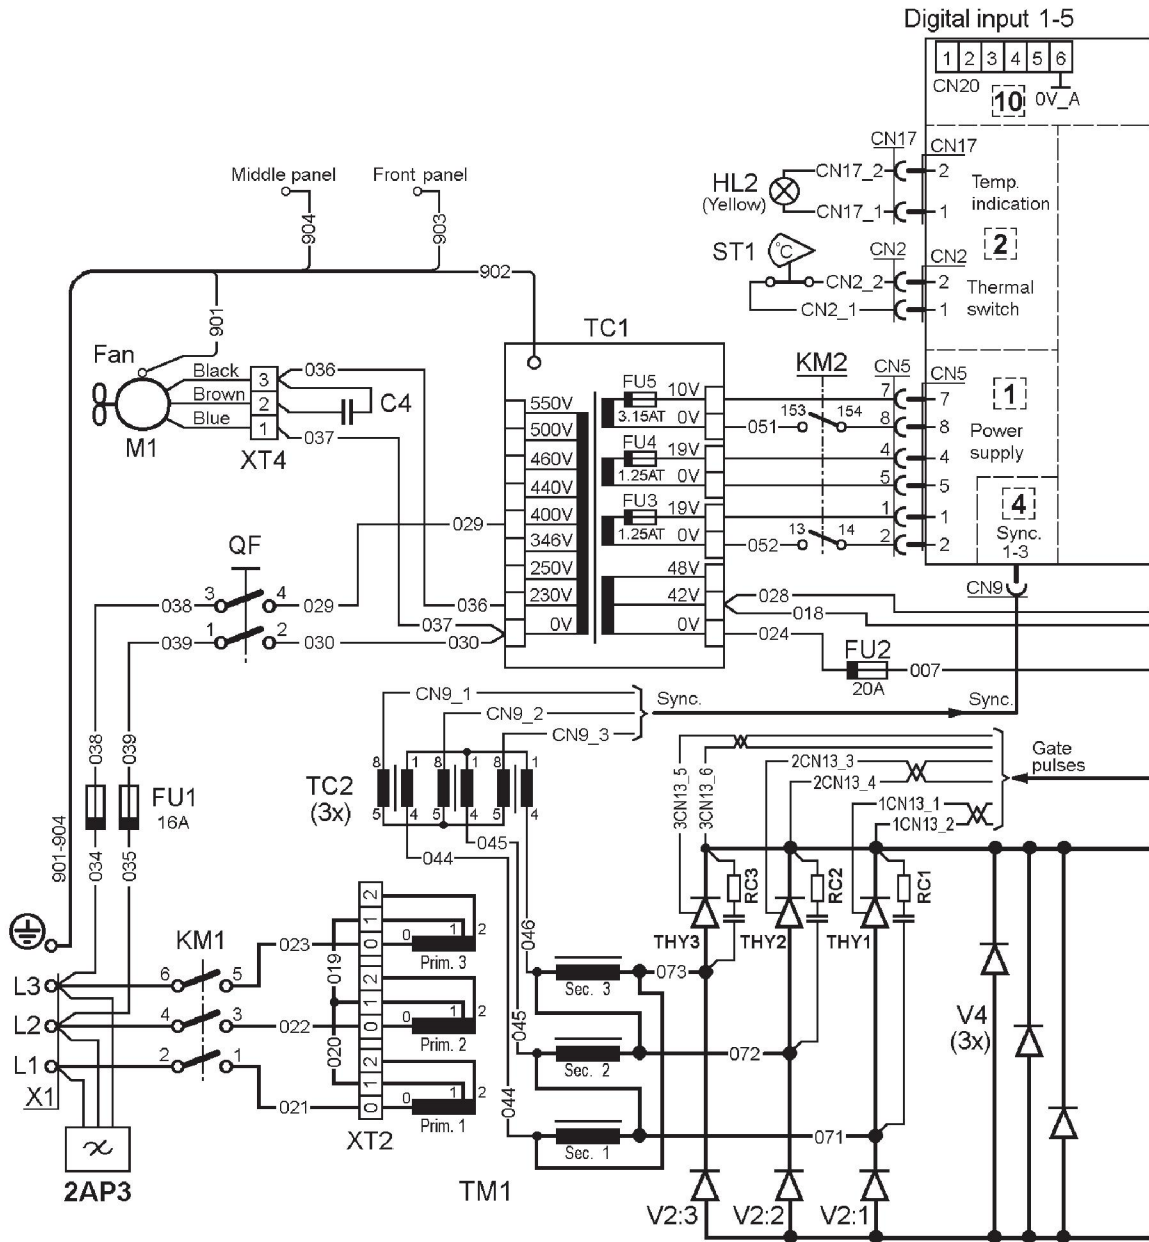 Digital input 1-5
1 2 3 4 5 6
CN20
10
0V_A
CN17
CN17
Middle panel
Front panel
HL2
(Yellow)
CN17_2
2
Temp.
indication
CN17_1
1
904
903
2
ST1
°C
CN2
CN2
902
CN2_2
2
Thermal
switch
CN2_1
1
901
TC1
Fan
KM2
CN5
CN5
Black
3
036
FU5
10V
7
7
1
Brown
2
C4
550V
3.15AT
0V
051
153
154
8
8
Blue
1
037
500V
FU4
19V
4
4
Power
supply
M1
XT4
460V
1.25AT
0V
5
5
440V
FU3
19V
1
1
4
400V
029
1.25AT
0V
052
13
14
2
2
Sync.
1-3
QF
346V
250V
48V
CN9
038
3
4
029
036
230V
42V
028
018
039
1
2
030
037
030
0V
0V
024
FU2
007
20A
CN9_1
Sync.
Sync.
CN9_2
CN9_3
038
039
TC2
(3x)
8
1
8
1
8
1
5
4
5
4
5
4
3CN13_5
3CN13_6
2CN13_3
2CN13_4
Gate
pulses
FU1
16A
1CN13_1
1CN13_2
901-904
034
035
044
045
046
RC3
RC2
RC1
THY3
THY2
THY1
KM1
023
2
1
0
0
1
2
Prim. 3
019
L3
6
5
Sec. 3
073
2
1
0
0
1
2
Prim. 2
L2
4
3
022
045
Sec. 2
072
V4
(3x)
020
L1
2
1
2
1
0
0
1
2
Prim. 1
021
044
Sec. 1
071
X1
XT2
2AP3
TM1
V2:3
V2:2
V2:1